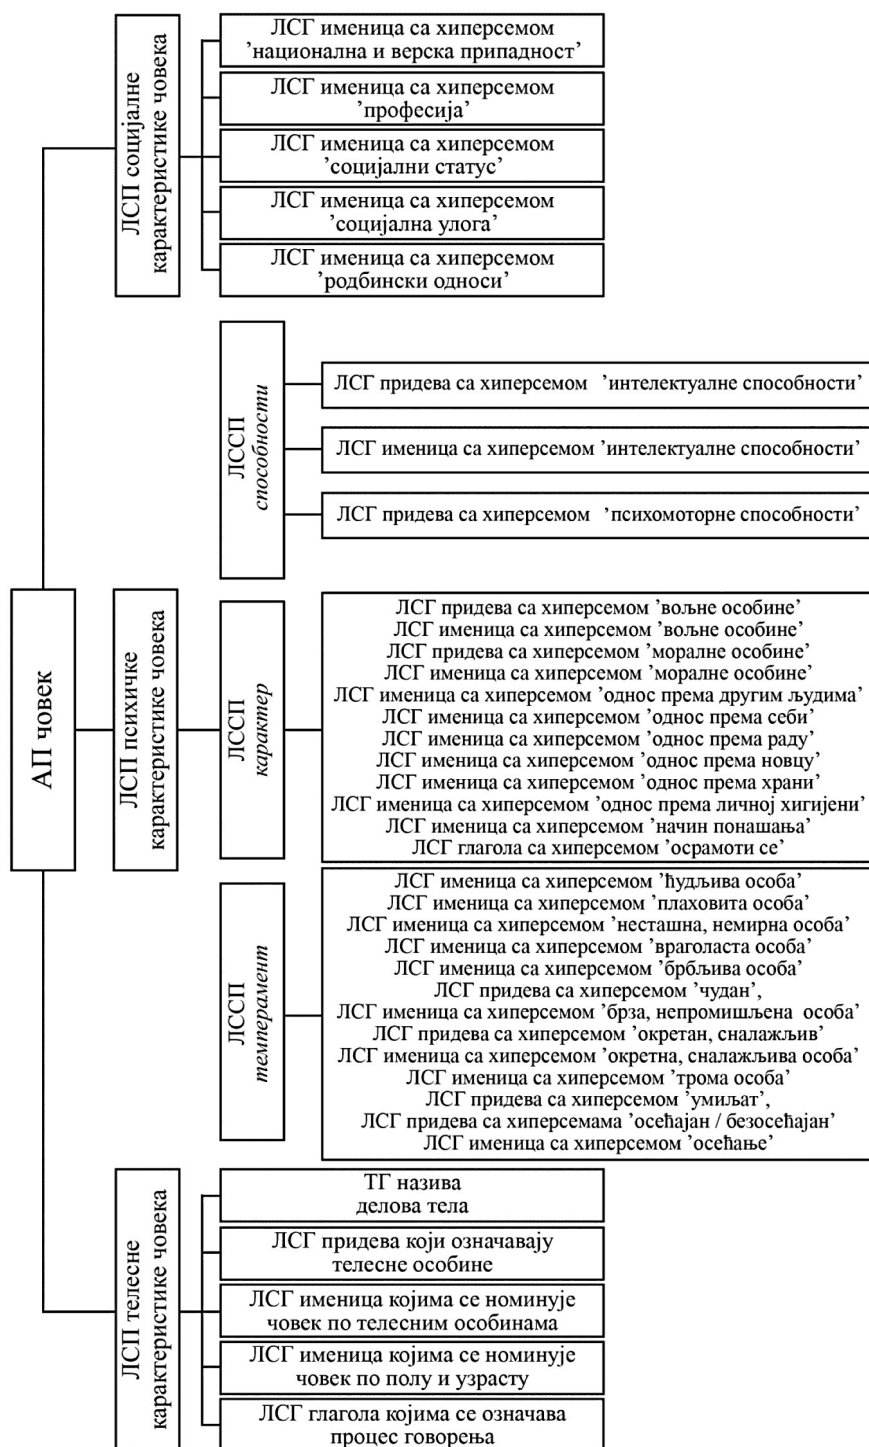 АП човек
ЛСП социјалне
карактеристике човека
ЛСГ именица са хиперсемом
’национална и верска припадност’
ЛСГ именица са хиперсемом
’професија’
ЛСГ именица са хиперсемом
’социјални статус’
ЛСГ именица са хиперсемом
’социјална улога’
ЛСГ именица са хиперсемом
’родбински односи’
ЛСП психичке
карактеристике човека
ЛССП
способности
ЛСГ придева са хиперсемом ’интелектуалне способности’
ЛСГ именица са хиперсемом ’интелектуалне способности’
ЛСГ придева са хиперсемом ’психомоторне способности’
ЛССП
карактер
ЛСГ придева са хиперсемом ’вољне особине’
ЛСГ именица са хиперсемом ’вољне особине’
ЛСГ придева са хиперсемом ’моралне особине’
ЛСГ именица са хиперсемом ’моралне особине’
ЛСГ именица са хиперсемом ’однос према другим људима’
ЛСГ именица са хиперсемом ’однос према себи’
ЛСГ именица са хиперсемом ’однос према раду’
ЛСГ именица са хиперсемом ’однос према новцу’
ЛСГ именица са хиперсемом ’однос према храни’
ЛСГ именица са хиперсемом ’однос према личној хигијени’
ЛСГ именица са хиперсемом ’начин понашања’
ЛСГ глагола са хиперсемом ’осрамоти се’
ЛССП
темперамент
ЛСГ именица са хиперсемом ’ћудљива особа’
ЛСГ именица са хиперсемом ’плаховита особа’
ЛСГ именица са хиперсемом ’несташна, немирна особа’
ЛСГ именица са хиперсемом ’враголаста особа’
ЛСГ именица са хиперсемом ’брбљива особа’
ЛСГ придева са хиперсемом ’чудан’,
ЛСГ именица са хиперсемом ’брза, непромишљена особа’
ЛСГ придева са хиперсемом ’окретан, сналажљив’
ЛСГ именица са хиперсемом ’окретна, сналажљива особа’
ЛСГ именица са хиперсемом ’трома особа’
ЛСГ придева са хиперсемом ’умиљат’,
ЛСГ придева са хиперсемама ’осећајан / безосећајан’
ЛСГ именица са хиперсемом ’осећање’
ЛСП телесне
карактеристике човека
ТГ назива
делова тела
ЛСГ придева који означавају
телесне особине
ЛСГ именица којима се номинује
човек по телесним особинама
ЛСГ именица којима се номинује
човек по полу и узрасту
ЛСГ глагола којима се означава
процес говорења